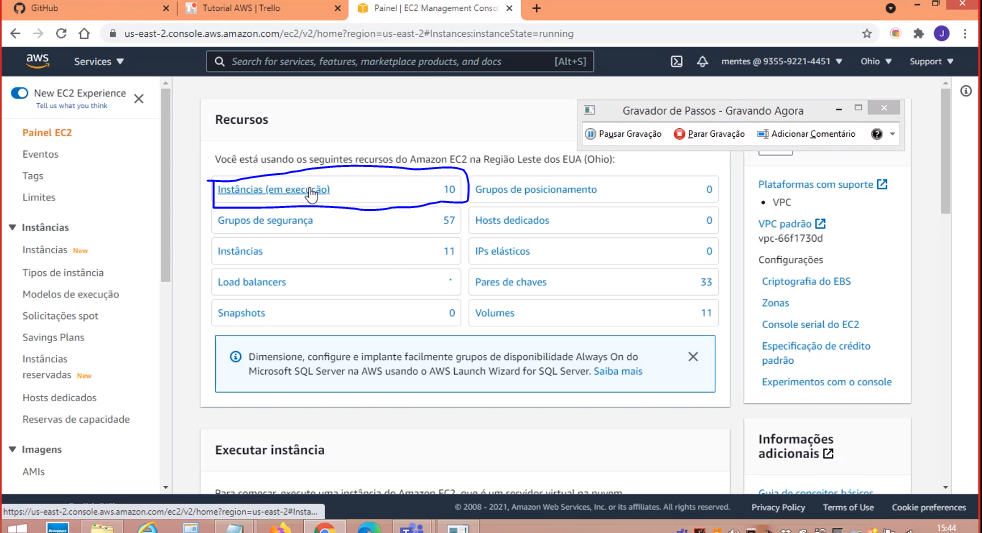 GitHub
Tutorial AWS | Trello
Painel | EC2 Management Conso
us-east-2.console.aws.amazon.com/ec2/v2/home?region=us-east-2#Instances:instanceState=running
aws
Services
Search for services, features, marketplace products, and docs
[Alt+S]
mentes @ 9355-9221-4451
Ohio
Support
New EC2 Experience
Tell us what you think
Painel EC2
Eventos
Tags
Limites
Instâncias
Instâncias New
Tipos de instância
Modelos de execução
Solicitações spot
Savings Plans
Instâncias
reservadas New
Hosts dedicados
Reservas de capacidade
Imagens
AMIs
Recursos
Gravador de Passos - Gravando Agora
Pausar Gravação
Parar Gravação
Adicionar Comentário
Você está usando os seguintes recursos do Amazon EC2 na Região Leste dos EUA (Ohio):
Instâncias (em execução) 10
Grupos de posicionamento 0
Grupos de segurança 57
Hosts dedicados 0
Instâncias 11
IPs elásticos 0
Load balancers
Pares de chaves 33
Snapshots 0
Volumes 11
Dimensione, configure e implante facilmente grupos de disponibilidade Always On do
Microsoft SQL Server na AWS usando o AWS Launch Wizard for SQL Server. Saiba mais
Executar instância
Para começar, execute uma instância do Amazon EC2, que é um servidor virtual na nuvem.
Plataformas com suporte
VPC
VPC padrão
vpc-66f1730d
Configurações
Criptografia do EBS
Zonas
Console serial do EC2
Especificação de crédito
padrão
Experimentos com o console
Informações
adicionais
Guia de conceitos básicos
https://us-east-2.console.aws.amazon.com/ec2/v2/home?region=us-east-2#Insta...
© 2008 - 2021, Amazon Web Services, Inc. or its affiliates. All rights reserved.
Privacy Policy
Terms of Use
Cookie preferences
15:44